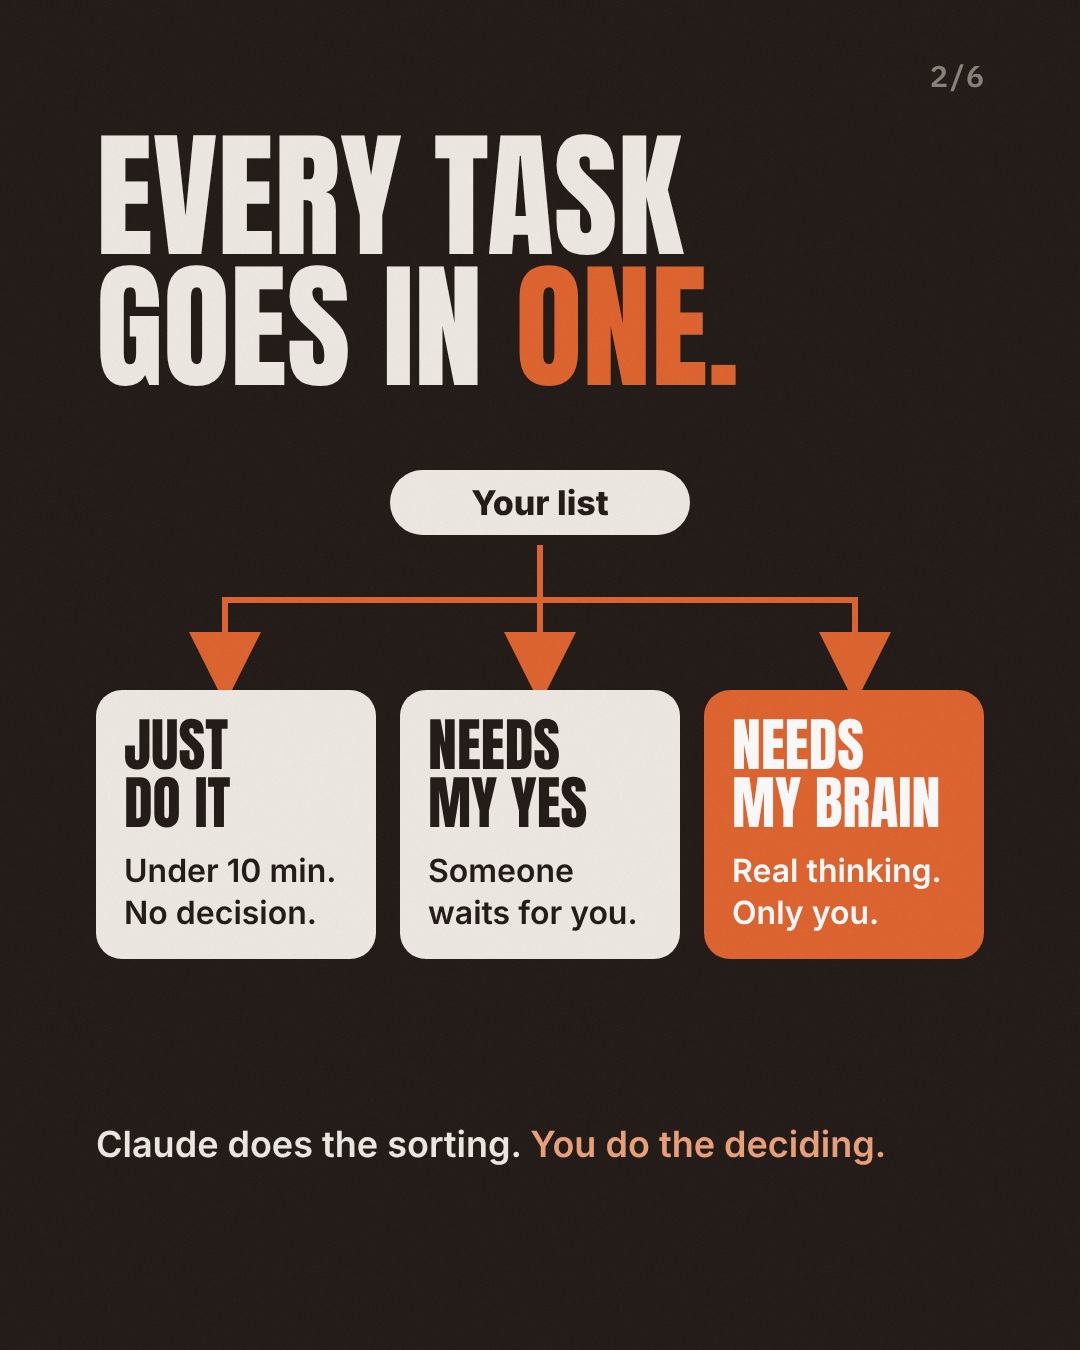 2/6
EVERY TASK
GOES IN ONE.
Your list
JUST
DO IT
Under 10 min.
No decision.
NEEDS
MY YES
Someone
waits for you.
NEEDS
MY BRAIN
Real thinking.
Only you.
Claude does the sorting. You do the deciding.